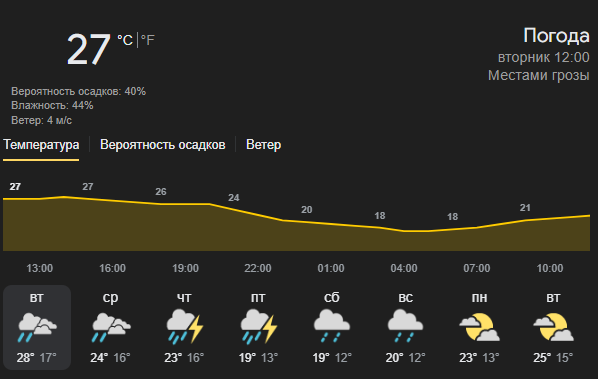 27 °C | °F
Погода
вторник 12:00
Местами грозы
Вероятность осадков: 40%
Влажность: 44%
Ветер: 4 м/с
Температура | Вероятность осадков | Ветер
27 27 26 24 20 18 18 21
13:00 16:00 19:00 22:00 01:00 04:00 07:00 10:00
вт ср чт пт сб вс пн вт
28° 17° 24° 16° 23° 16° 19° 13° 19° 12° 20° 12° 23° 13° 25° 15°